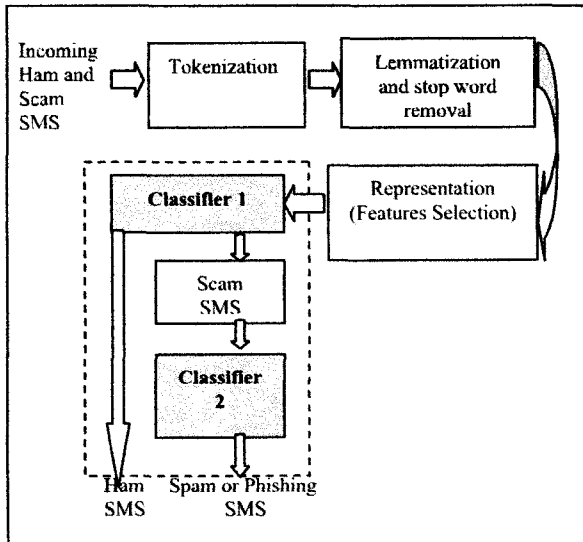 Incoming
Ham and
Scam
SMS
Tokenization
Lemmatization
and stop word
removal
Representation
(Features Selection)
Classifier 1
Scam
SMS
Classifier
2
Ham
SMS
Spam or Phishing
SMS